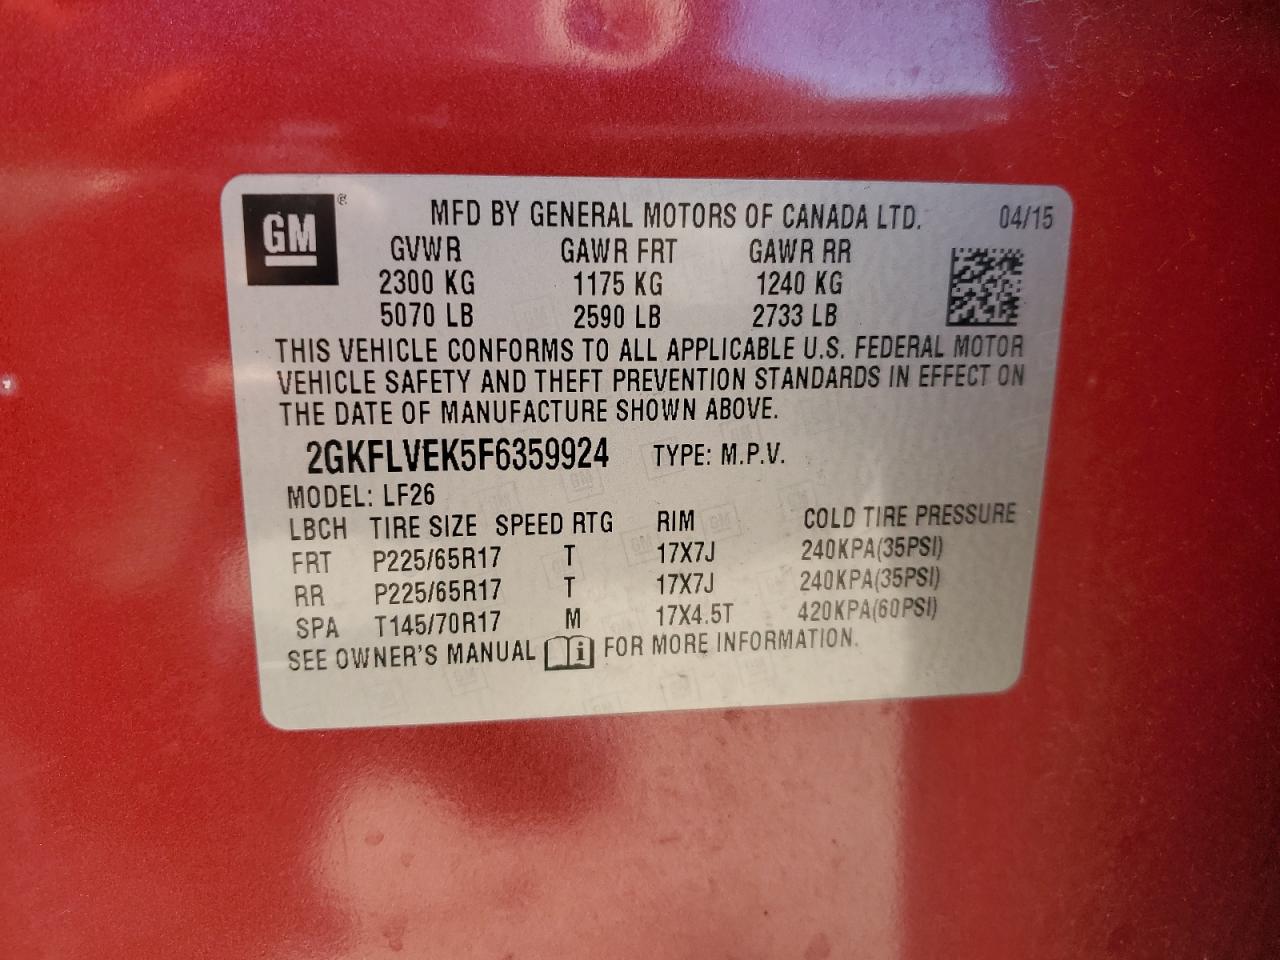 GM ® MFD BY GENERAL MOTORS OF CANADA LTD. 04/15
GVWR GAWR FRT GAWR RR
2300 KG 1175 KG 1240 KG
5070 LB 2590 LB 2733 LB
THIS VEHICLE CONFORMS TO ALL APPLICABLE U.S. FEDERAL MOTOR
VEHICLE SAFETY AND THEFT PREVENTION STANDARDS IN EFFECT ON
THE DATE OF MANUFACTURE SHOWN ABOVE.
2GKFLVEK5F6359924 TYPE: M.P.V.
MODEL: LF26
LBCH TIRE SIZE SPEED RTG RIM COLD TIRE PRESSURE
FRT P225/65R17 T 17X7J 240KPA(35PSI)
RR P225/65R17 T 17X7J 240KPA(35PSI)
SPA T145/70R17 M 17X4.5T 420KPA(60PSI)
SEE OWNER'S MANUAL i FOR MORE INFORMATION.